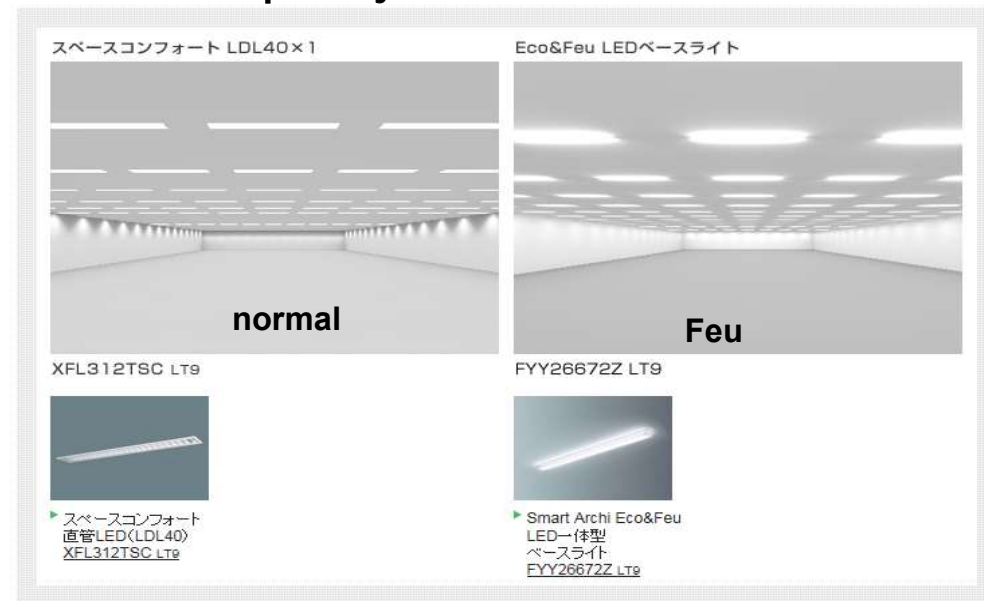 スペースコンフォート LDL40×1
Eco&Feu LEDベースライト
normal
Feu
XFL312TSC LT9
FYY26672Z LT9
スペースコンフォート
直管LED(LDL40)
XFL312TSC LT9
Smart Archi Eco&Feu
LED一体型
ベースライト
FYY26672Z LT9